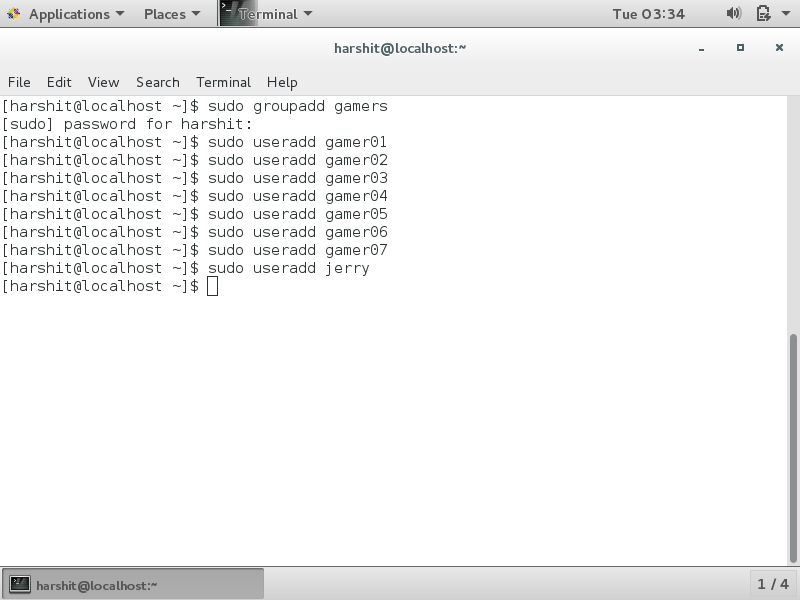 Applications Places Terminal Tue 03:34
harshit@localhost:~
File Edit View Search Terminal Help
[harshit@localhost ~]$ sudo groupadd gamers
[sudo] password for harshit:
[harshit@localhost ~]$ sudo useradd gamer01
[harshit@localhost ~]$ sudo useradd gamer02
[harshit@localhost ~]$ sudo useradd gamer03
[harshit@localhost ~]$ sudo useradd gamer04
[harshit@localhost ~]$ sudo useradd gamer05
[harshit@localhost ~]$ sudo useradd gamer06
[harshit@localhost ~]$ sudo useradd gamer07
[harshit@localhost ~]$ sudo useradd jerry
[harshit@localhost ~]$
harshit@localhost:~ 1 / 4